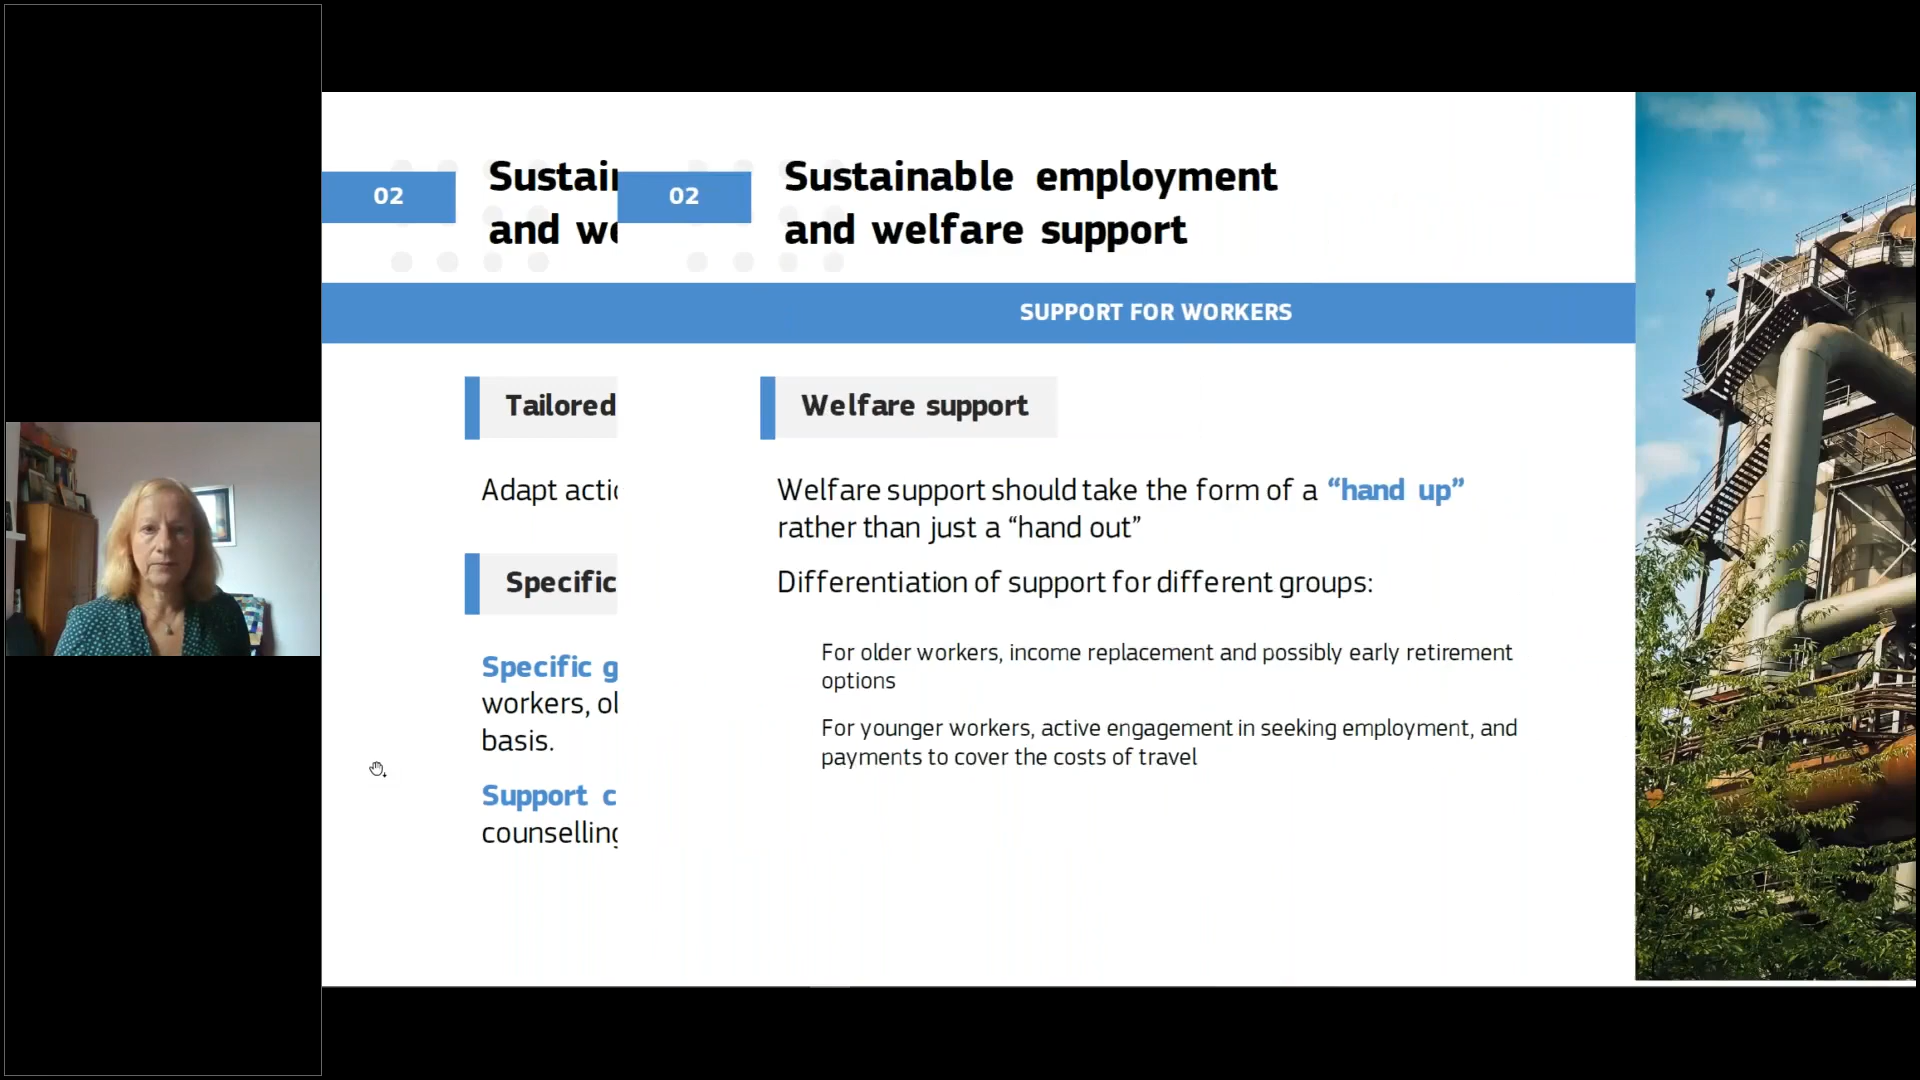 02
Sustain
and we
02
Sustainable employment
and welfare support
SUPPORT FOR WORKERS
Tailored
Adapt actio
Specific
Specific g
workers, ol
basis.
Support c
counselling
Welfare support
Welfare support should take the form of a “hand up”
rather than just a “hand out”
Differentiation of support for different groups:
For older workers, income replacement and possibly early retirement
options
For younger workers, active engagement in seeking employment, and
payments to cover the costs of travel